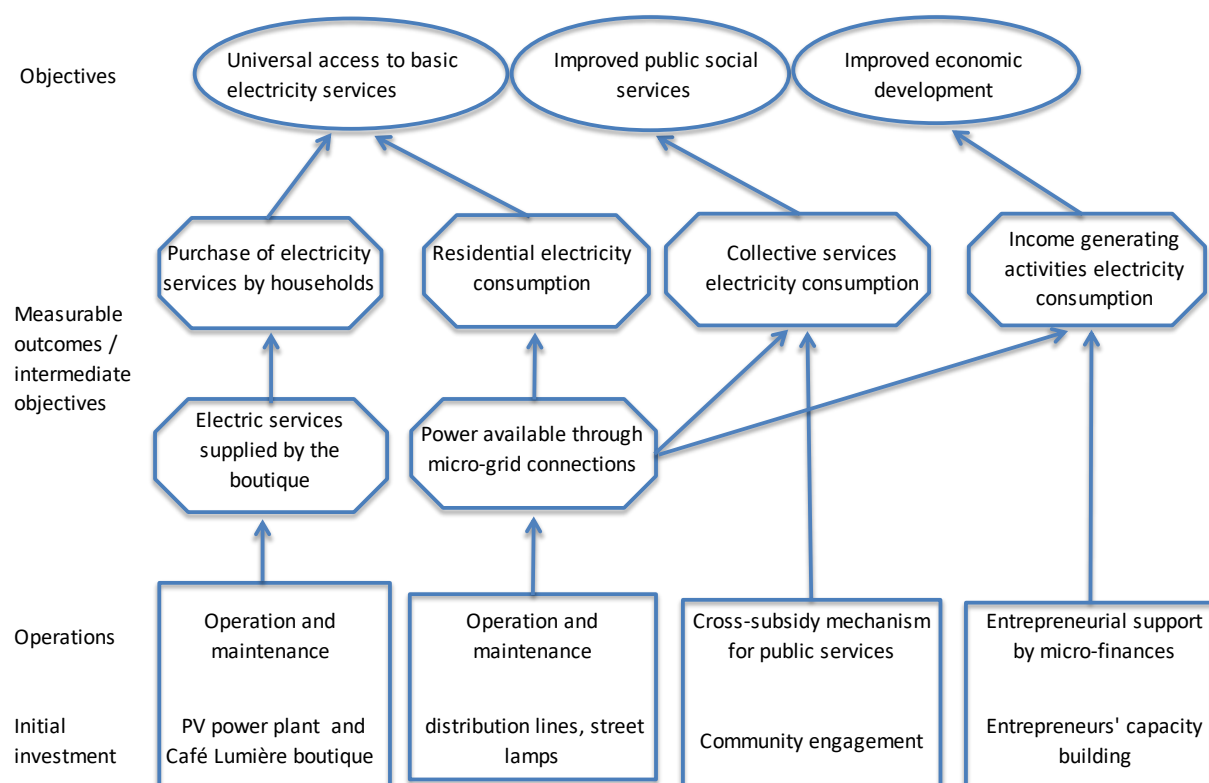 Objectives
Universal access to basic
electricity services
Improved public social
services
Improved economic
development
Measurable
outcomes /
intermediate
objectives
Purchase of electricity
services by households
Residential electricity
consumption
Collective services
electricity consumption
Income generating
activities electricity
consumption
Electric services
supplied by the
boutique
Power available through
micro-grid connections
Operations
Operation and
maintenance
Operation and
maintenance
Cross-subsidy mechanism
for public services
Entrepreneurial support
by micro-finances
Initial
investment
PV power plant and
Café Lumière boutique
distribution lines, street
lamps
Community engagement
Entrepreneurs' capacity
building